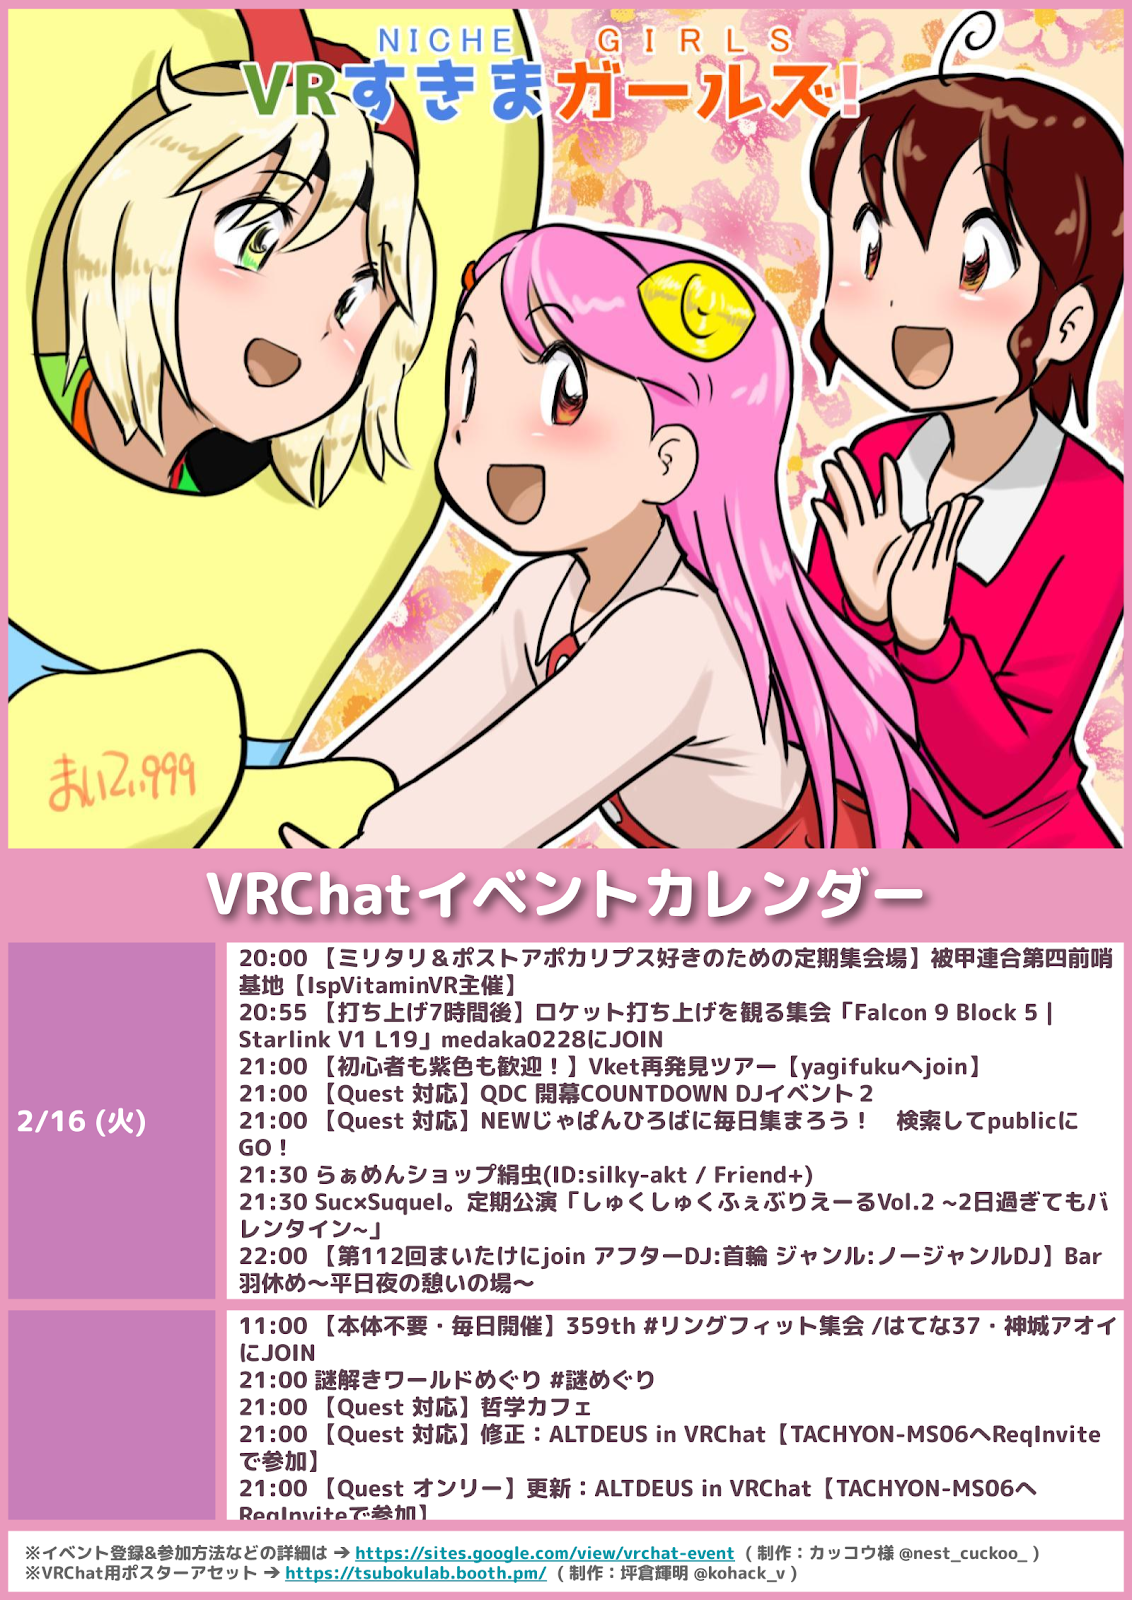 NICHE GIRLS
VRすきまガールズ!
まいてぃ999
VRChatイベントカレンダー
2/16 (火)
20:00 【ミリタリ＆ポストアポカリプス好きのための定期集会場】被甲連合第四前哨
基地【IspVitaminVR主催】
20:55 【打ち上げ7時間後】ロケット打ち上げを観る集会「Falcon 9 Block 5 |
Starlink V1 L19」medaka0228にJOIN
21:00 【初心者も紫色も歓迎！】Vket再発見ツアー【yagifukuへjoin】
21:00 【Quest 対応】QDC 開幕COUNTDOWN DJイベント２
21:00 【Quest 対応】NEWじゃぱんひろばに毎日集まろう！　検索してpublicに
GO！
21:30 らぁめんショップ絹虫(ID:silky-akt / Friend+)
21:30 Suc×Suquel。定期公演「しゅくしゅくふぇぶりえーるVol.2 ~2日過ぎてもバ
レンタイン~」
22:00 【第112回まいたけにjoin アフターDJ:首輪 ジャンル:ノージャンルDJ】Bar
羽休め〜平日夜の憩いの場〜
11:00 【本体不要・毎日開催】359th #リングフィット集会 /はてな37・神城アオイ
にJOIN
21:00 謎解きワールドめぐり #謎めぐり
21:00 【Quest 対応】哲学カフェ
21:00 【Quest 対応】修正：ALTDEUS in VRChat【TACHYON-MS06へReqInvite
で参加】
21:00 【Quest オンリー】更新：ALTDEUS in VRChat【TACHYON-MS06へ
ReqInviteで参加】
※イベント登録&参加方法などの詳細は ➔ https://sites.google.com/view/vrchat-event ( 制作：カッコウ様 @nest_cuckoo_ )
※VRChat用ポスターアセット ➔ https://tsubokulab.booth.pm/ ( 制作：坪倉輝明 @kohack_v )